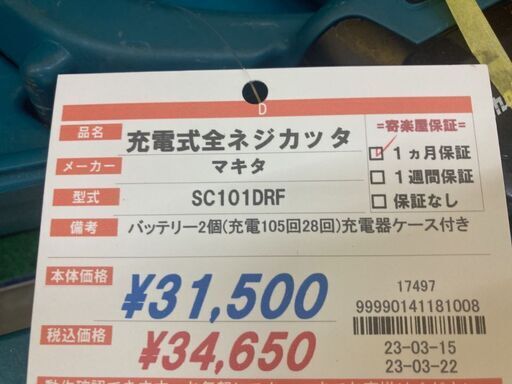 D
品名 充電式全ネジカッタ
メーカー マキタ
型式 SC101DRF
備考 バッテリー2個(充電105回28回)充電器ケース付き
=寄楽屋保証=
1ヵ月保証
1週間保証
保証なし
本体価格 ¥31,500
税込価格 ¥34,650
17497
99990141181008
23-03-15
23-03-22